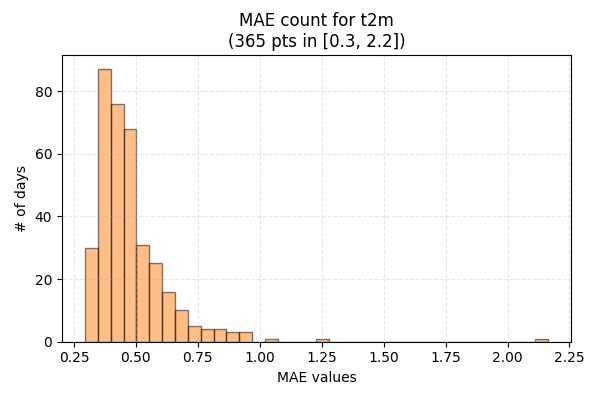 MAE count for t2m
(365 pts in [0.3, 2.2])
# of days
80
60
40
20
0
0.25 0.50 0.75 1.00 1.25 1.50 1.75 2.00 2.25
MAE values